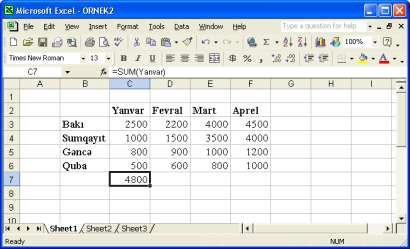 Microsoft Excel - ORNEK2
File Edit View Insert Format Tools Data Window Help Type a question for help
100%
Times New Roman 13 B I U
C7 =SUM(Yanvar)
A B C D E F G H I
1
2 Yanvar Fevral Mart Aprel
3 Bakı 2500 2200 4000 4500
4 Sumqayıt 1000 1500 3500 4000
5 Gəncə 800 900 1000 1200
6 Quba 500 600 800 1000
7 4800
8
9
10
Sheet1 Sheet2 Sheet3
Ready NUM